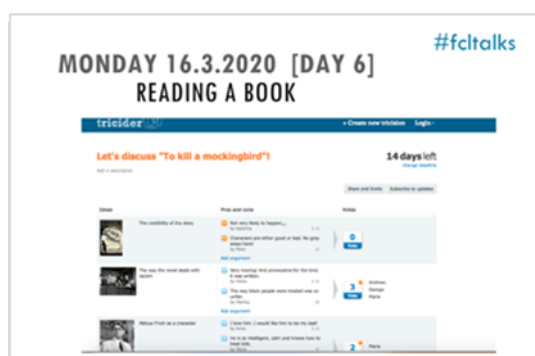 #fcltalks
MONDAY 16.3.2020 [DAY 6]
READING A BOOK
tricider
+ Create new tricision Login
Let's discuss "To kill a mockingbird"!
14 days left
change deadline
Add a description
Share and invite Subscribe to updates
Ideas Pros and cons Votes
The credibility of the story
Not very likely to happen...
Characters are either good or bad. No grey
areas here!
by Maria
Add argument
0
Vote
The way the novel deals with
racism
Very moving! And provocative for the time
it was written.
The way black people were treated was so
unfair
Add argument
3
Vote
Andreas
George
Maria
Atticus Finch as a character
I love him. I would like him to be my dad!
He is so intelligent, calm and knows how to
treat kids.
2
Maria